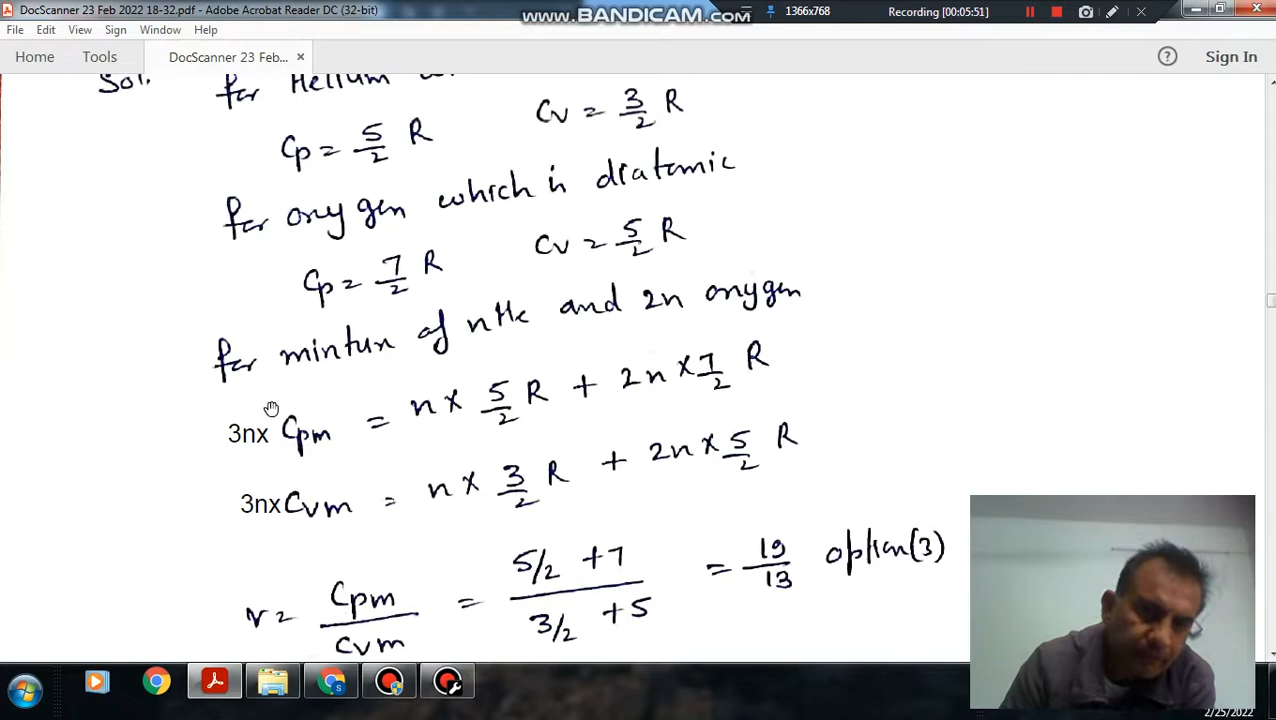 DocScanner 23 Feb 2022 18-32.pdf - Adobe Acrobat Reader DC (32-bit)
www.BANDICAM.com
1366x768
Recording [00:05:51]
File Edit View Sign Window Help
Home Tools DocScanner 23 Feb... × Sign In
Sol. for Helium
Cp = 5/2 R Cv = 3/2 R
for oxygen which is diatomic
Cp = 7/2 R Cv = 5/2 R
for mixture of nHe and 2n oxygen
3nx Cpm = n × 5/2 R + 2n × 7/2 R
3nxCvm = n × 3/2 R + 2n × 5/2 R
r = Cpm/Cvm = (5/2 + 7)/(3/2 + 5) = 19/13 option(3)
2/25/2022